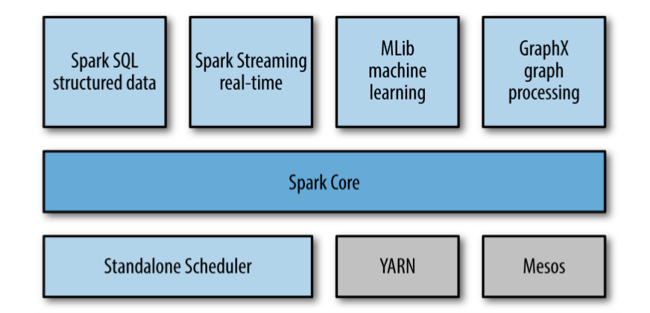 Spark SQL
structured data
Spark Streaming
real-time
MLib
machine
learning
GraphX
graph
processing
Spark Core
Standalone Scheduler
YARN
Mesos